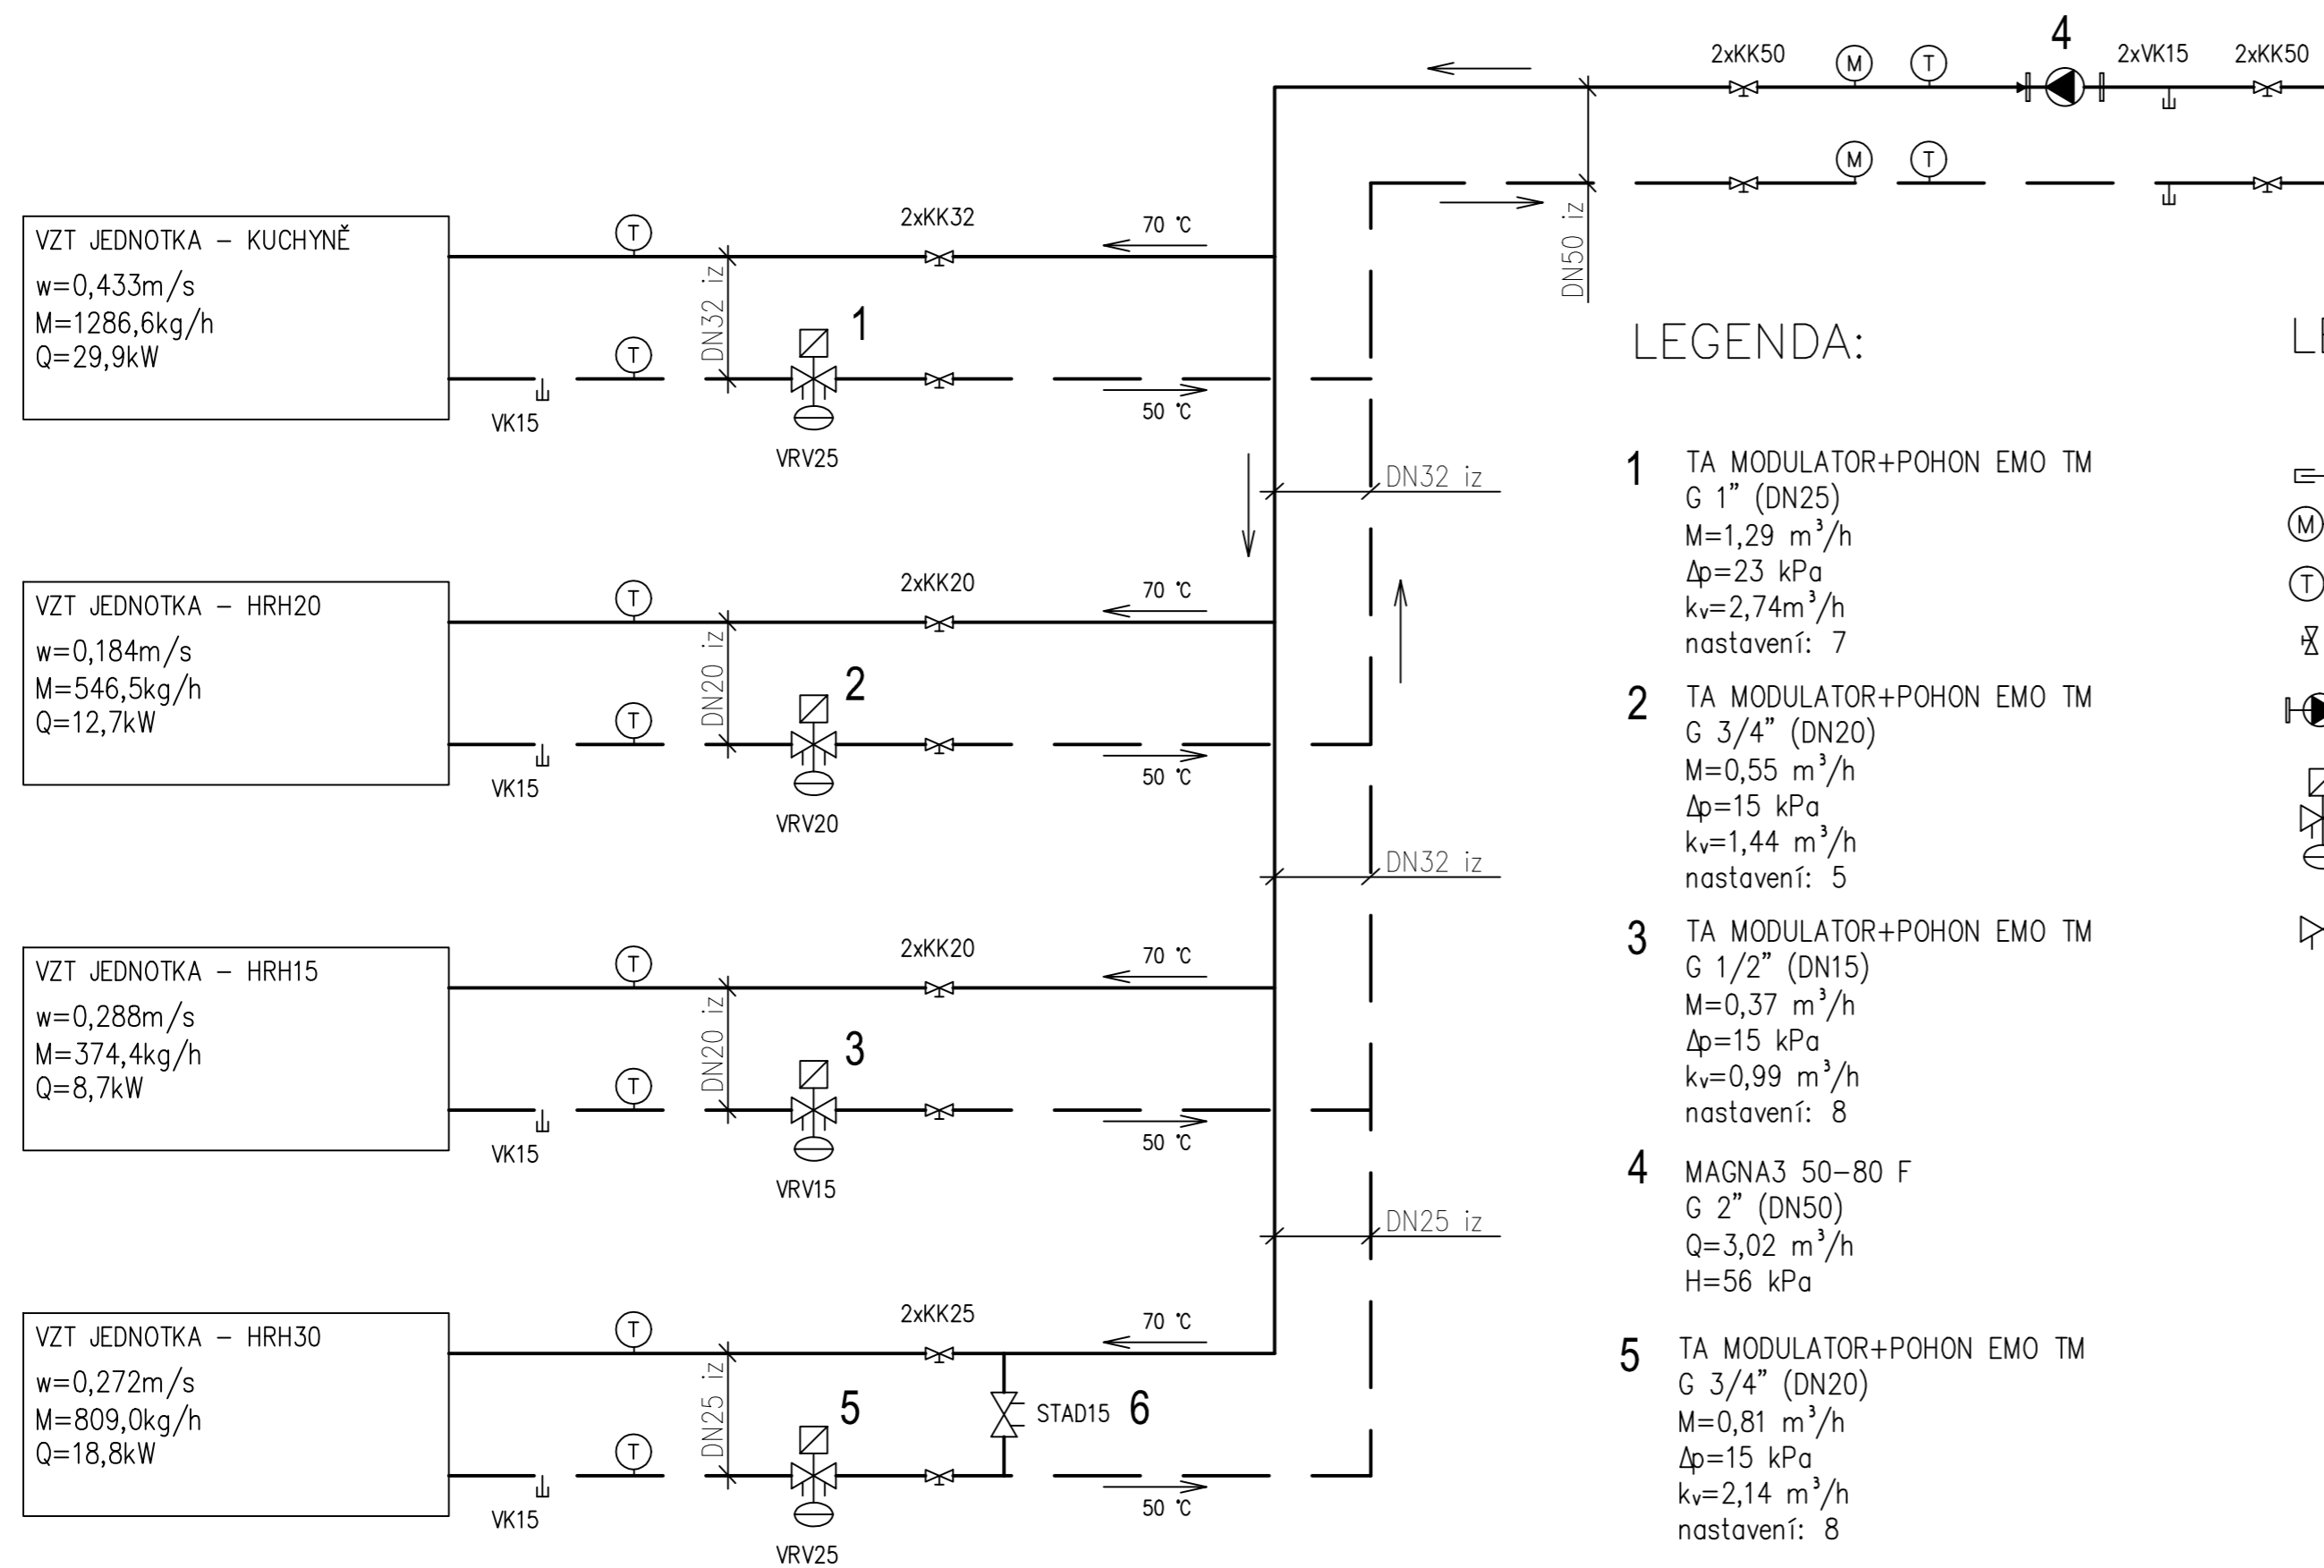 4
2xKK50
M
T
2xVK15
2xKK50
M
T
DN50 iz
VZT JEDNOTKA – KUCHYNĚ
w=0,433m/s
M=1286,6kg/h
Q=29,9kW
T
2xKK32
70 °C
DN32 iz
T
1
VK15
VRV25
50 °C
DN32 iz
VZT JEDNOTKA – HRH20
w=0,184m/s
M=546,5kg/h
Q=12,7kW
T
2xKK20
70 °C
DN20 iz
T
2
VK15
VRV20
50 °C
DN32 iz
VZT JEDNOTKA – HRH15
w=0,288m/s
M=374,4kg/h
Q=8,7kW
T
2xKK20
70 °C
DN20 iz
T
3
VK15
VRV15
50 °C
DN25 iz
VZT JEDNOTKA – HRH30
w=0,272m/s
M=809,0kg/h
Q=18,8kW
T
2xKK25
70 °C
DN25 iz
T
5
STAD15 6
VK15
VRV25
50 °C
LEGENDA:
1 TA MODULATOR+POHON EMO TM
G 1" (DN25)
M=1,29 m³/h
Δp=23 kPa
kv=2,74m³/h
nastavení: 7
2 TA MODULATOR+POHON EMO TM
G 3/4" (DN20)
M=0,55 m³/h
Δp=15 kPa
kv=1,44 m³/h
nastavení: 5
3 TA MODULATOR+POHON EMO TM
G 1/2" (DN15)
M=0,37 m³/h
Δp=15 kPa
kv=0,99 m³/h
nastavení: 8
4 MAGNA3 50–80 F
G 2" (DN50)
Q=3,02 m³/h
H=56 kPa
5 TA MODULATOR+POHON EMO TM
G 3/4" (DN20)
M=0,81 m³/h
Δp=15 kPa
kv=2,14 m³/h
nastavení: 8
M
T